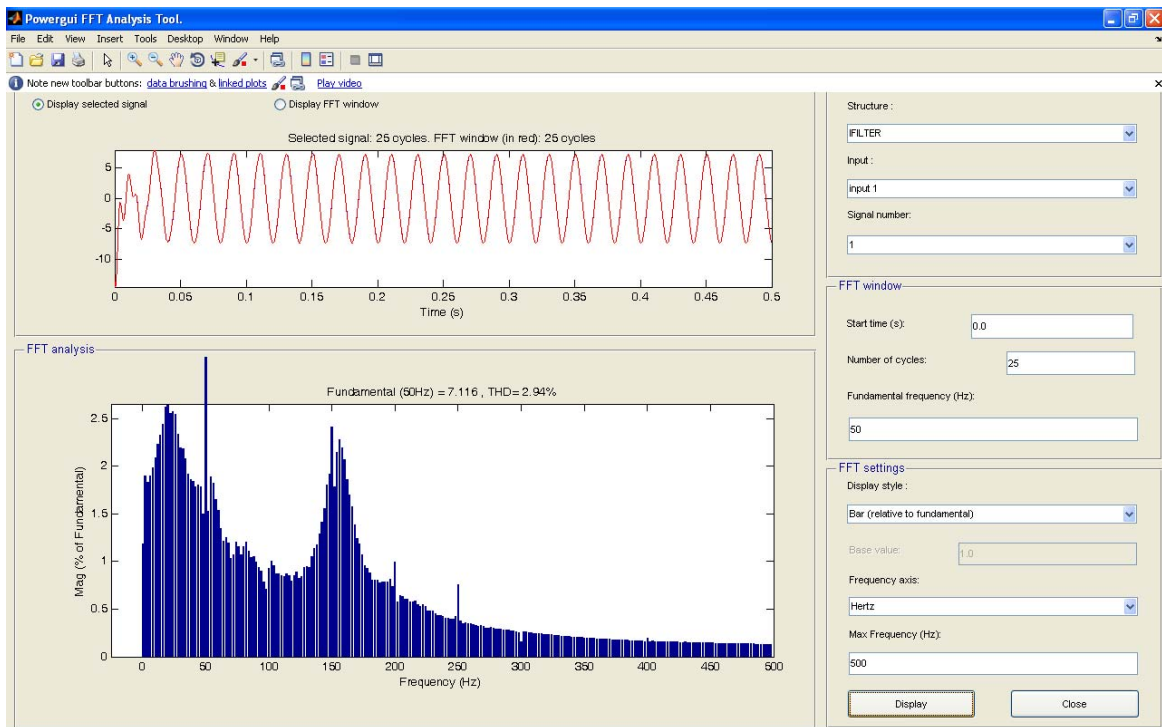 Powergui FFT Analysis Tool.
File Edit View Insert Tools Desktop Window Help
Note new toolbar buttons: data brushing & linked plots Play video
Display selected signal
Display FFT window
Selected signal: 25 cycles. FFT window (in red): 25 cycles
5
0
-5
-10
0 0.05 0.1 0.15 0.2 0.25 0.3 0.35 0.4 0.45 0.5
Time (s)
FFT analysis
Fundamental (50Hz) = 7.116 , THD= 2.94%
Mag (% of Fundamental)
2.5
2
1.5
1
0.5
0
0 50 100 150 200 250 300 350 400 450 500
Frequency (Hz)
Structure :
IFILTER
Input :
input 1
Signal number:
1
FFT window
Start time (s): 0.0
Number of cycles: 25
Fundamental frequency (Hz):
50
FFT settings
Display style :
Bar (relative to fundamental)
Base value: 1.0
Frequency axis:
Hertz
Max Frequency (Hz):
500
Display Close